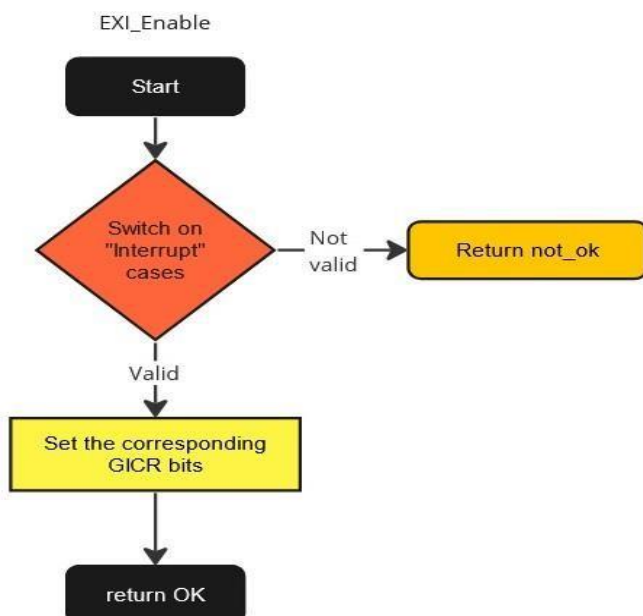 EXI_Enable
Start
Switch on
"Interrupt"
cases
Not
valid
Return not_ok
Valid
Set the corresponding
GICR bits
return OK